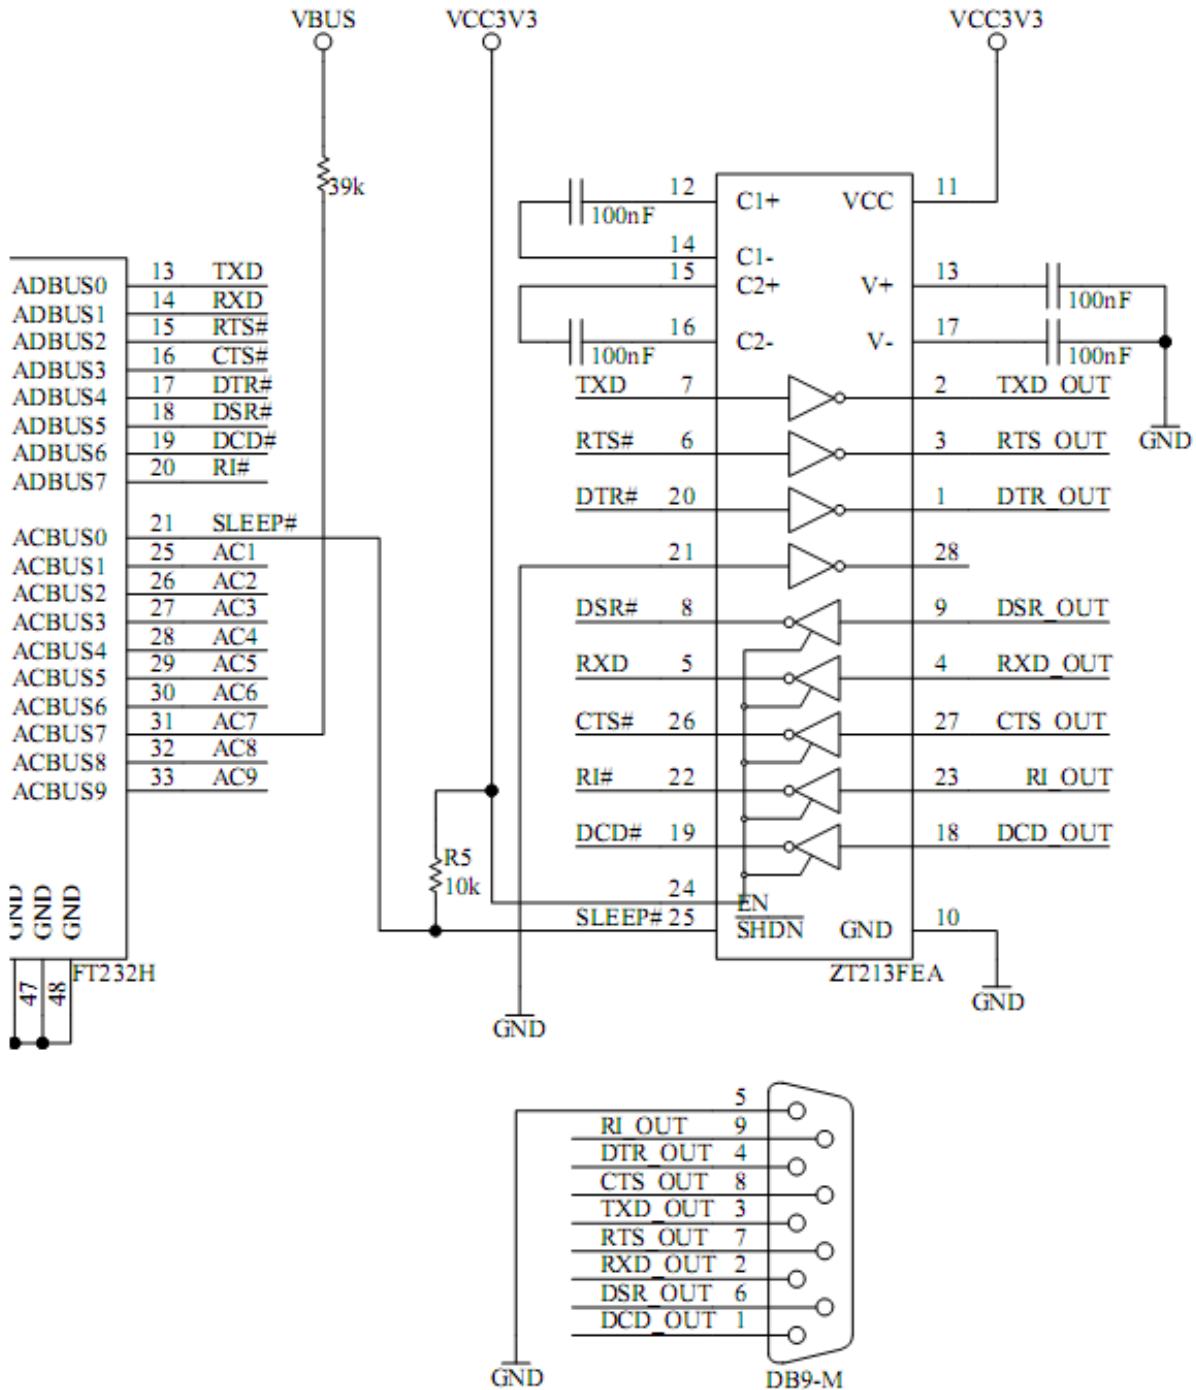 VBUS VCC3V3 VCC3V3
39k
12 C1+ VCC 11
100nF
14 C1-
15 C2+ V+ 13
100nF
16 C2- V- 17
100nF 100nF
GND
ADBUS0 13 TXD
ADBUS1 14 RXD
ADBUS2 15 RTS#
ADBUS3 16 CTS#
ADBUS4 17 DTR#
ADBUS5 18 DSR#
ADBUS6 19 DCD#
ADBUS7 20 RI#
ACBUS0 21 SLEEP#
ACBUS1 25 AC1
ACBUS2 26 AC2
ACBUS3 27 AC3
ACBUS4 28 AC4
ACBUS5 29 AC5
ACBUS6 30 AC6
ACBUS7 31 AC7
ACBUS8 32 AC8
ACBUS9 33 AC9
GND GND GND
47 48
FT232H
TXD 7 2 TXD_OUT
RTS# 6 3 RTS_OUT
DTR# 20 1 DTR_OUT
21 28
DSR# 8 9 DSR_OUT
RXD 5 4 RXD_OUT
CTS# 26 27 CTS_OUT
RI# 22 23 RI_OUT
DCD# 19 18 DCD_OUT
R5
10k
24 EN
SLEEP# 25 SHDN GND 10
ZT213FEA
GND GND
5
RI_OUT 9
DTR_OUT 4
CTS_OUT 8
TXD_OUT 3
RTS_OUT 7
RXD_OUT 2
DSR_OUT 6
DCD_OUT 1
GND DB9-M